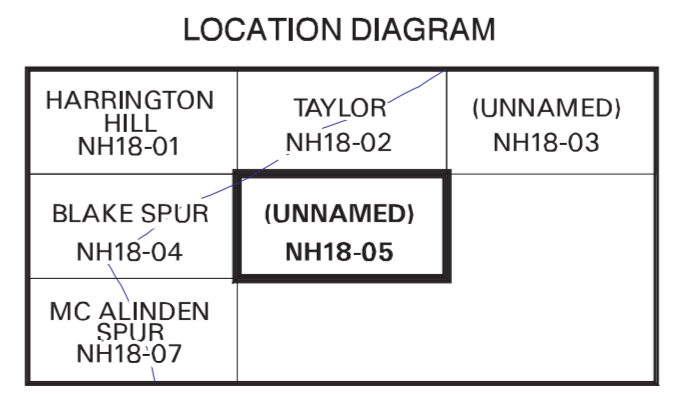 LOCATION DIAGRAM
HARRINGTON
HILL
NH18-01
TAYLOR
NH18-02
(UNNAMED)
NH18-03
BLAKE SPUR
NH18-04
(UNNAMED)
NH18-05
MC ALINDEN
SPUR
NH18-07